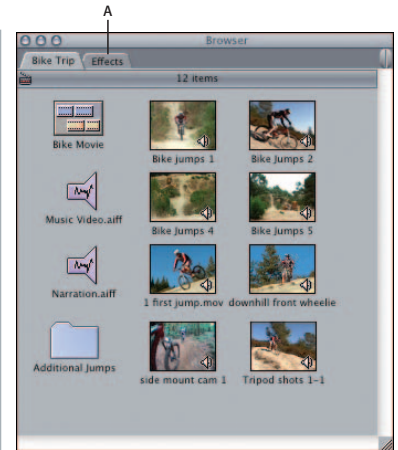 A
Browser
Bike Trip Effects
12 items
Bike Movie Bike jumps 1 Bike Jumps 2
Music Video.aiff Bike Jumps 4 Bike Jumps 5
Narration.aiff 1 first jump.mov downhill front wheelie
Additional Jumps side mount cam 1 Tripod shots 1-1